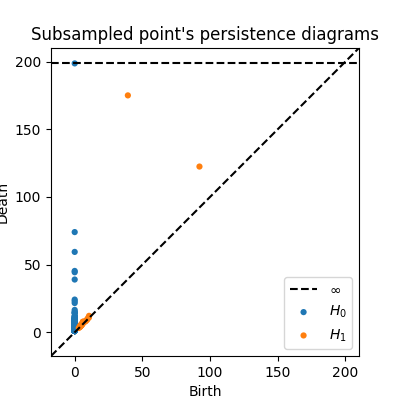 Subsampled point's persistence diagrams
200
150
100
50
0
Death
0 50 100 150 200
Birth
∞
H₀
H₁